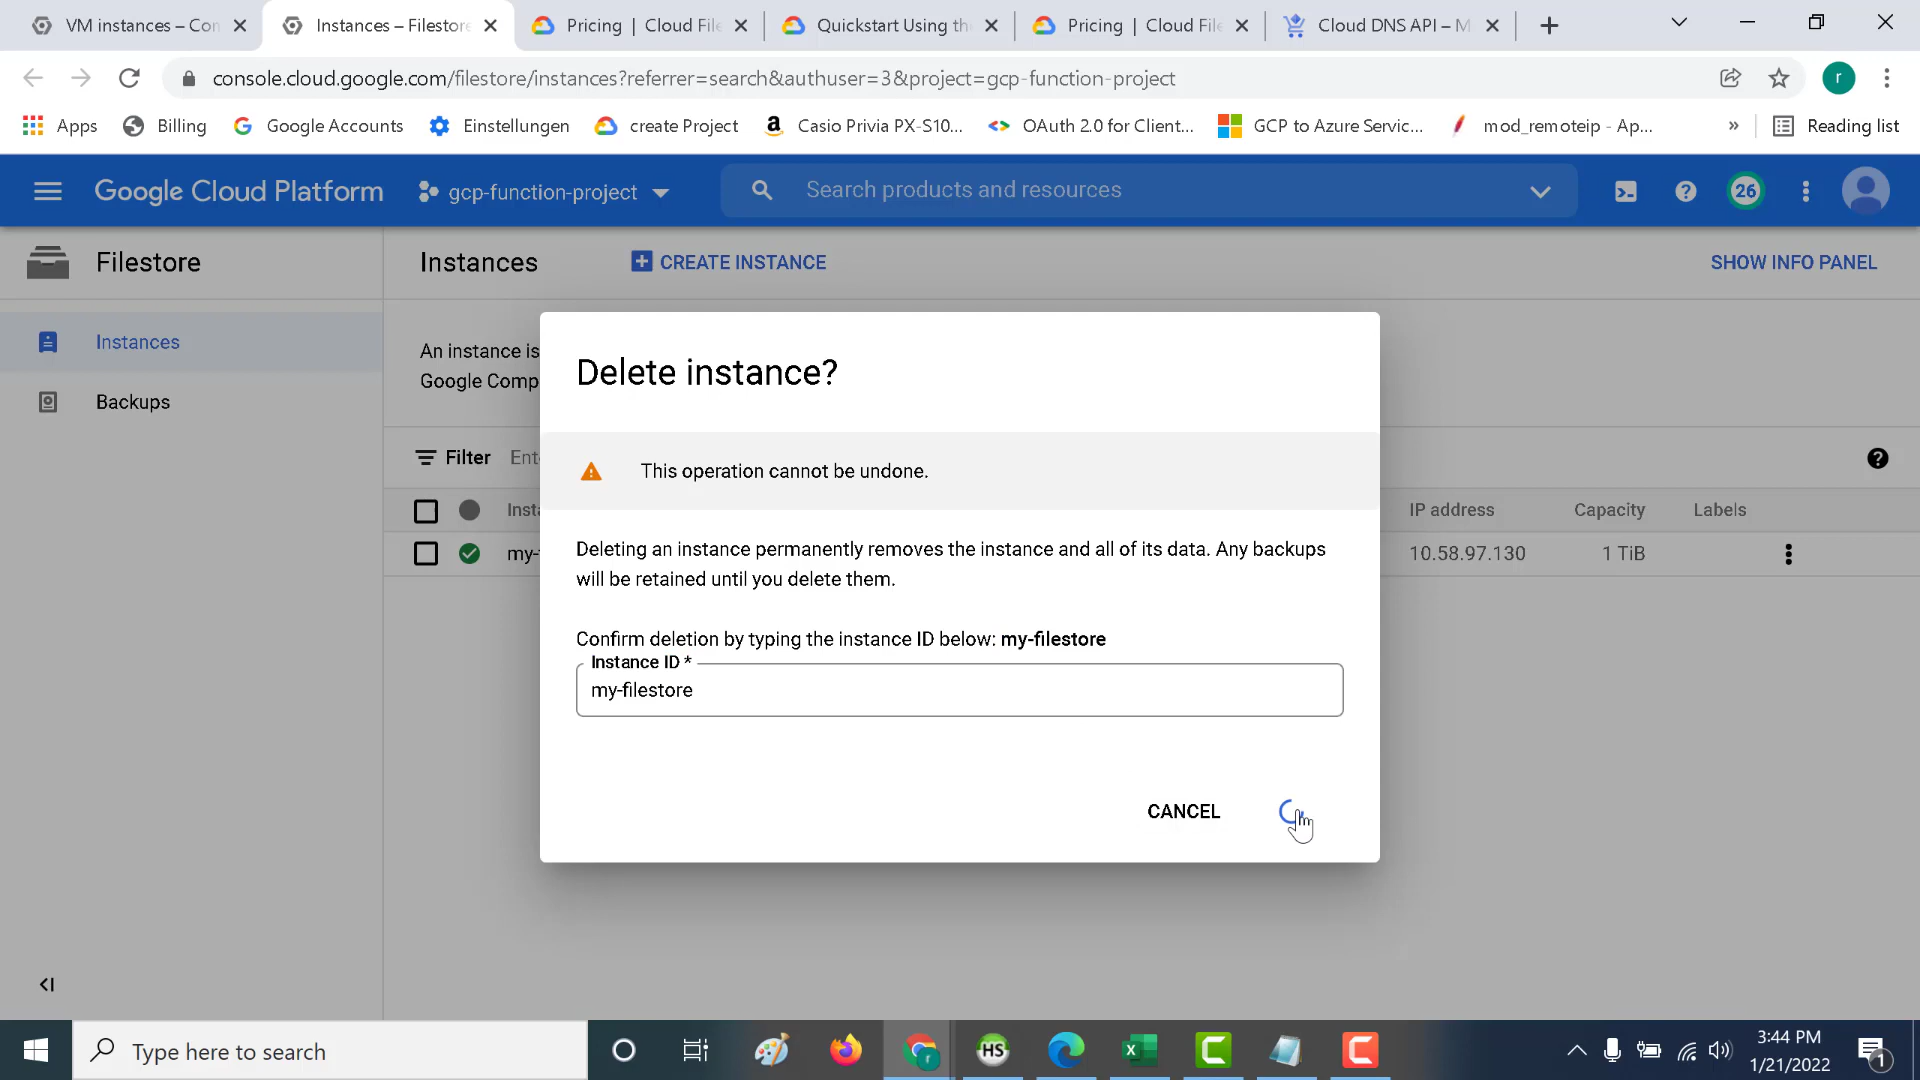 VM instances – Con
Instances – Filestore
Pricing | Cloud File
Quickstart Using the
Pricing | Cloud File
Cloud DNS API – M
console.cloud.google.com/filestore/instances?referrer=search&authuser=3&project=gcp-function-project
r
Apps
Billing
Google Accounts
Einstellungen
create Project
Casio Privia PX-S10...
OAuth 2.0 for Client...
GCP to Azure Servic...
mod_remoteip - Ap...
»
Reading list
Google Cloud Platform
gcp-function-project
Search products and resources
26
Filestore
Instances
CREATE INSTANCE
SHOW INFO PANEL
Instances
Backups
An instance is
Google Comp
Filter
Ent
Inst
IP address
Capacity
Labels
my-
10.58.97.130
1 TiB
Delete instance?
This operation cannot be undone.
Deleting an instance permanently removes the instance and all of its data. Any backups
will be retained until you delete them.
Confirm deletion by typing the instance ID below: my-filestore
Instance ID *
my-filestore
CANCEL
Type here to search
r
HS
3:44 PM
1/21/2022
1